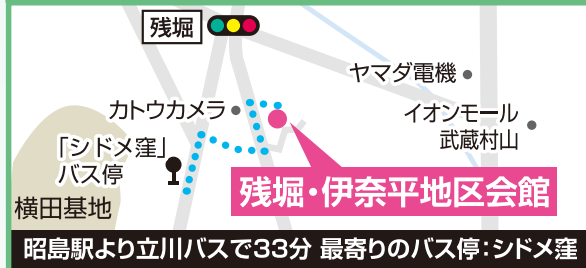 残堀
ヤマダ電機
カトウカメラ
イオンモール
武蔵村山
「シドメ窪」
バス停
横田基地
残堀・伊奈平地区会館
昭島駅より立川バスで33分 最寄りのバス停：シドメ窪